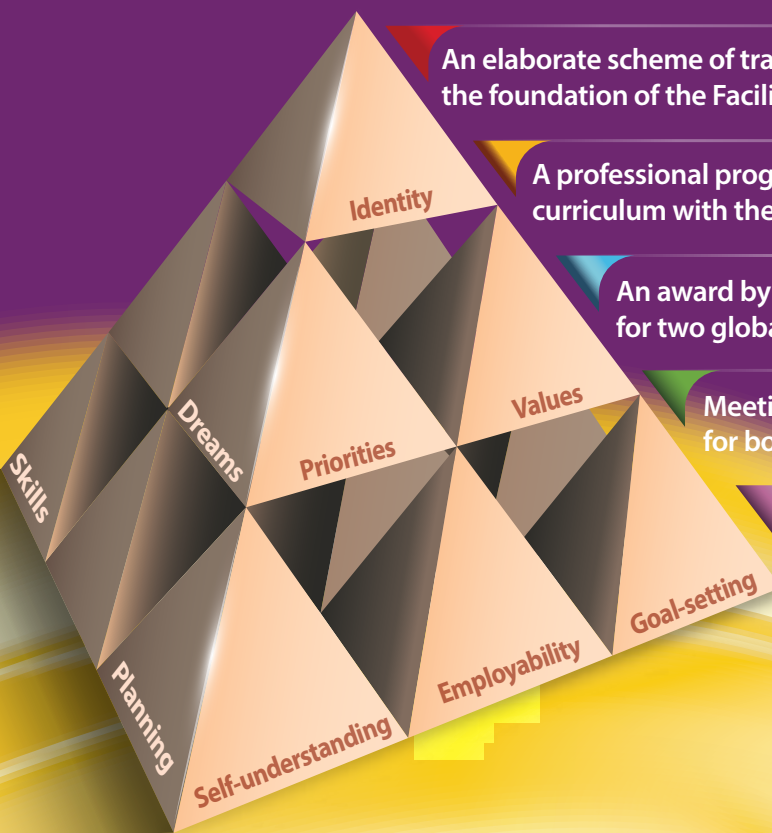 An elaborate scheme of tra
the foundation of the Facili
A professional prog
curriculum with the
An award by
for two globa
Meeti
for bo
Identity
Values
Priorities
Dreams
Skills
Goal-setting
Employability
Self-understanding
Planning